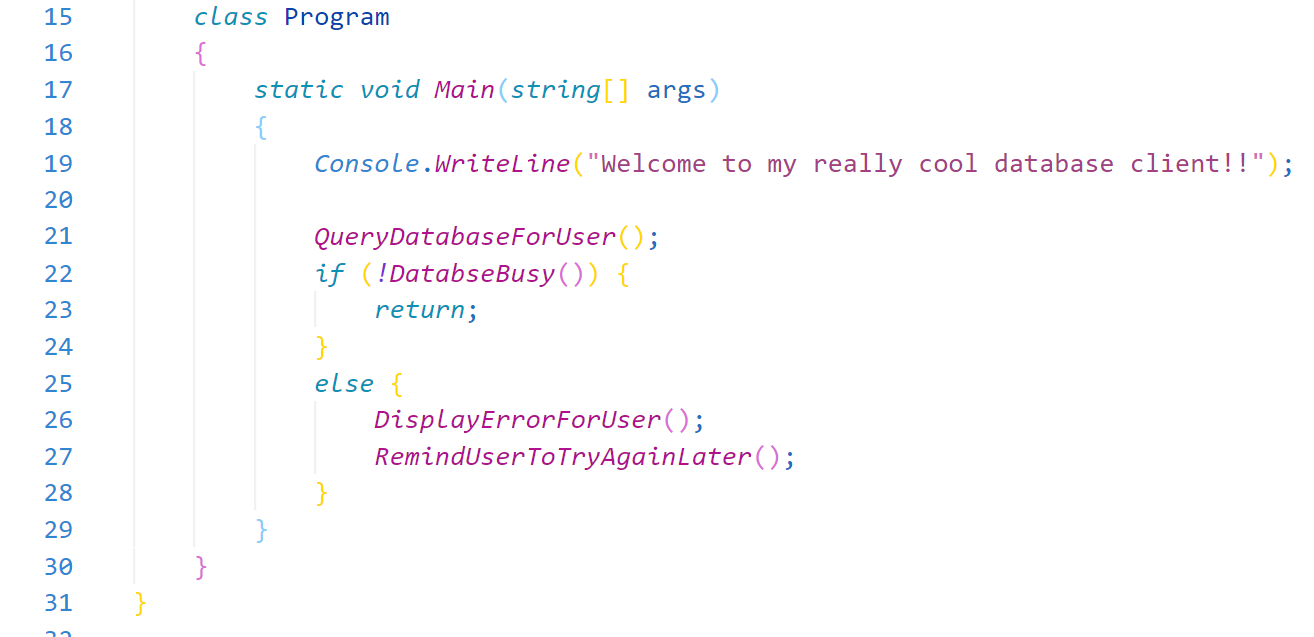 15 class Program
16 {
17 static void Main(string[] args)
18 {
19 Console.WriteLine("Welcome to my really cool database client!!");
20
21 QueryDatabaseForUser();
22 if (!DatabseBusy()) {
23 return;
24 }
25 else {
26 DisplayErrorForUser();
27 RemindUserToTryAgainLater();
28 }
29 }
30 }
31 }